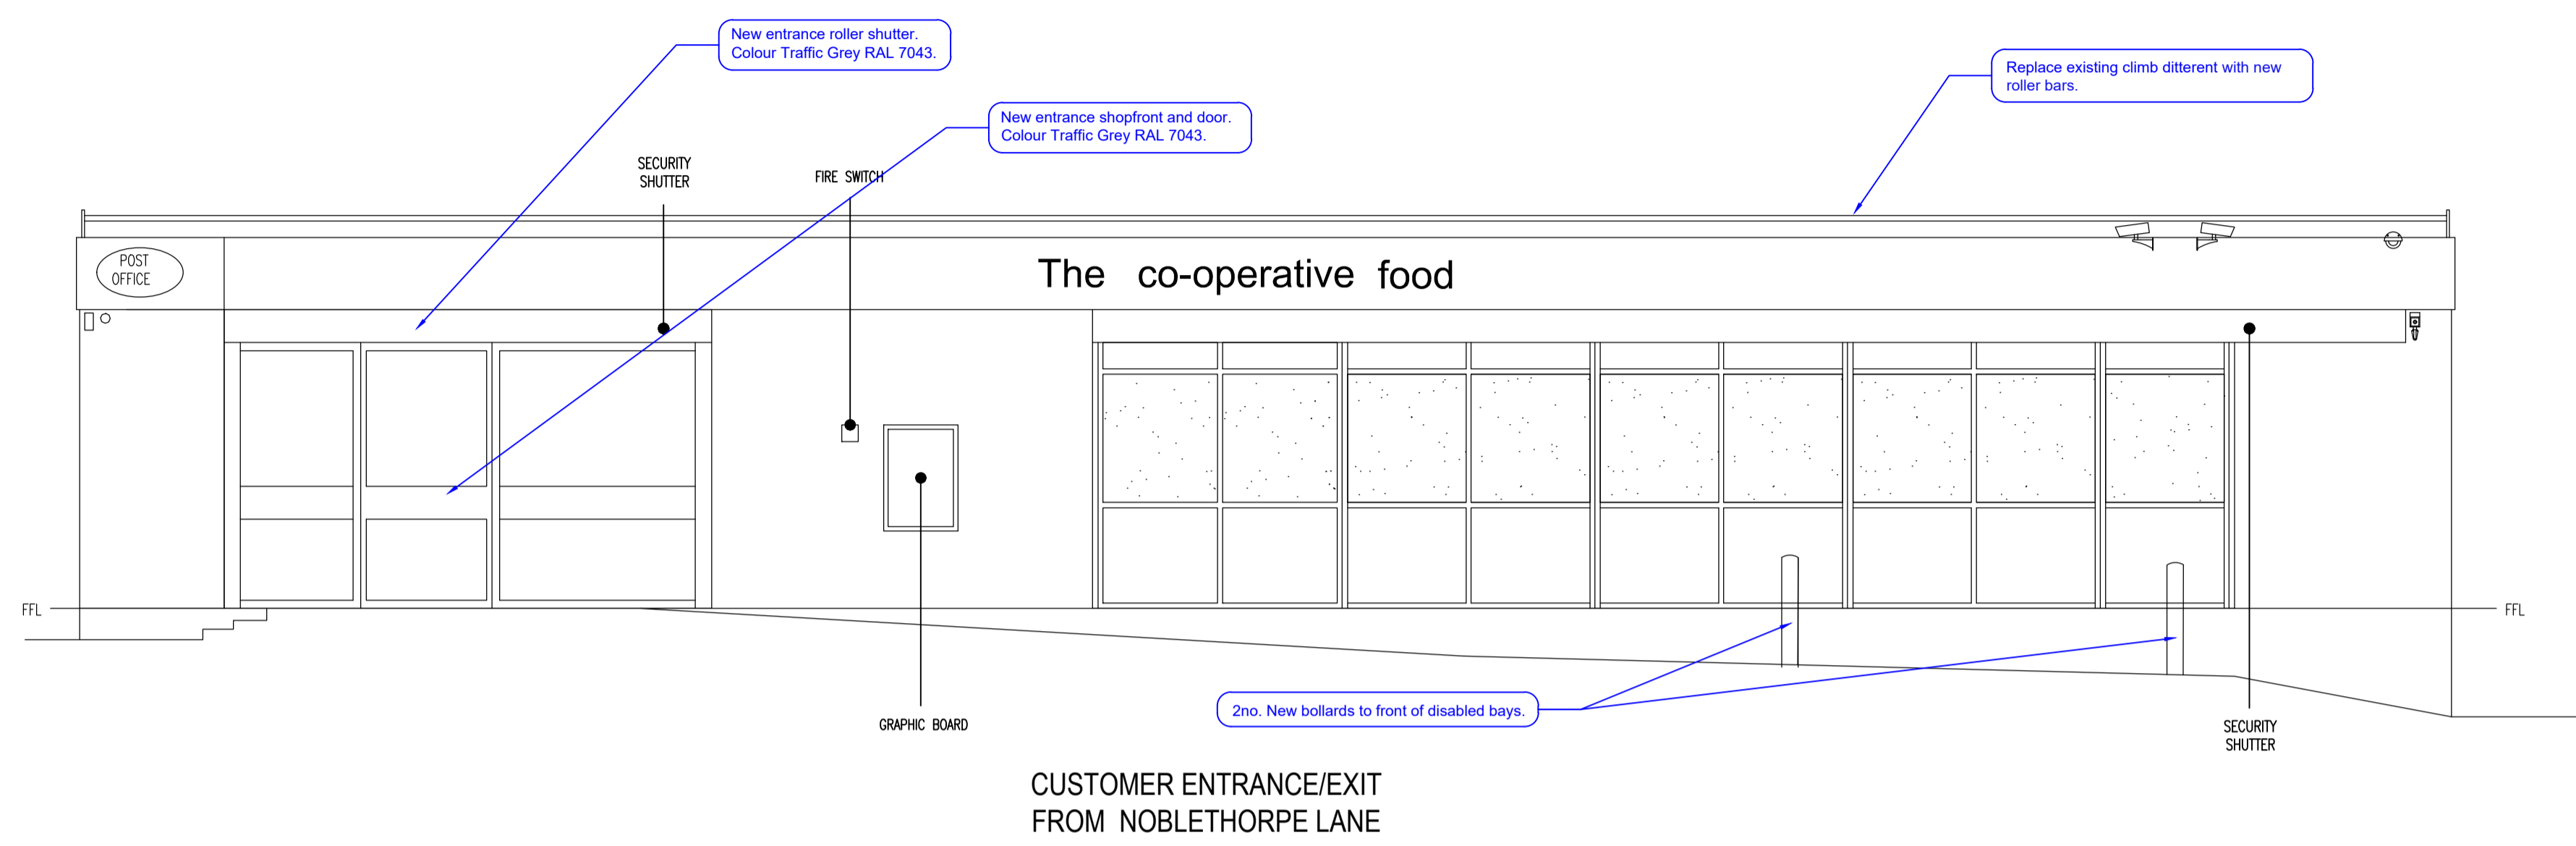 New entrance roller shutter.
Colour Traffic Grey RAL 7043.
Replace existing climb ditterent with new
roller bars.
New entrance shopfront and door.
Colour Traffic Grey RAL 7043.
SECURITY
SHUTTER
FIRE SWITCH
POST
OFFICE
The co-operative food
FFL
FFL
2no. New bollards to front of disabled bays.
GRAPHIC BOARD
SECURITY
SHUTTER
CUSTOMER ENTRANCE/EXIT
FROM NOBLETHORPE LANE